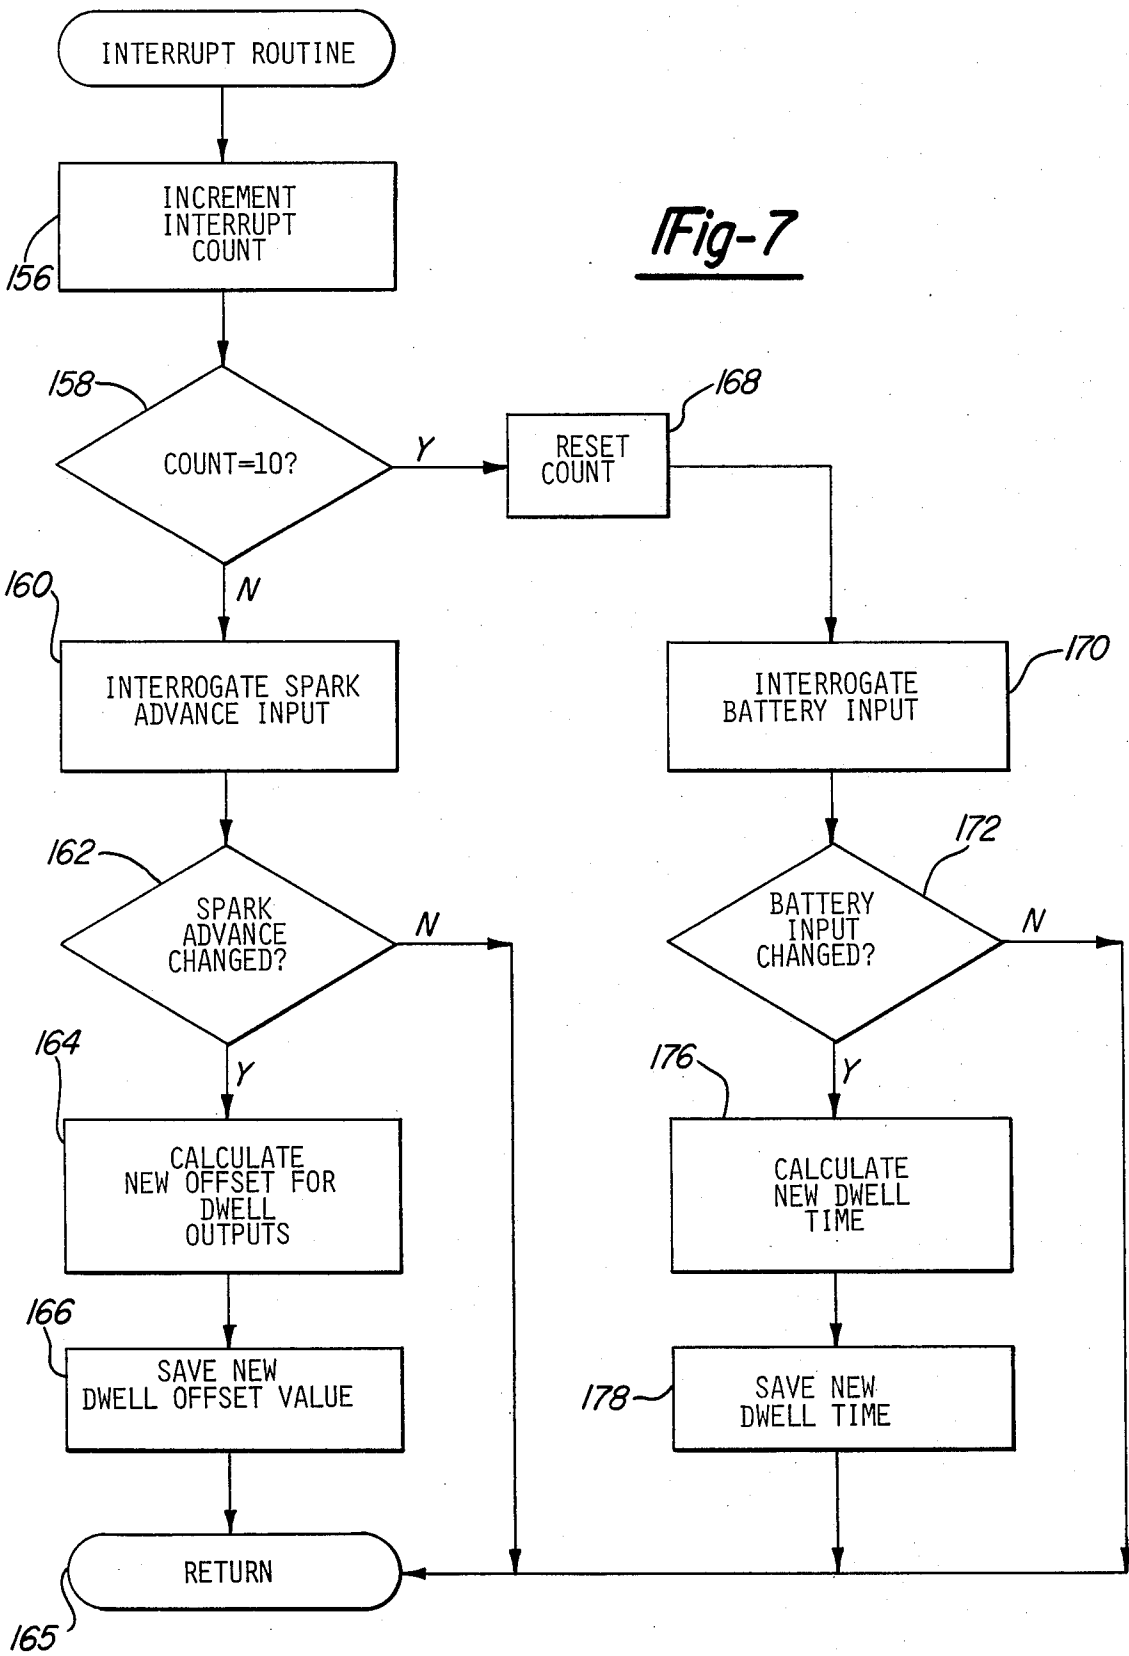 INTERRUPT ROUTINE
INCREMENT
INTERRUPT
COUNT
156
Fig-7
158
COUNT=10?
Y
N
168
RESET
COUNT
160
INTERROGATE SPARK
ADVANCE INPUT
170
INTERROGATE
BATTERY INPUT
162
SPARK
ADVANCE
CHANGED?
N
Y
172
BATTERY
INPUT
CHANGED?
N
Y
164
CALCULATE
NEW OFFSET FOR
DWELL
OUTPUTS
176
CALCULATE
NEW DWELL
TIME
166
SAVE NEW
DWELL OFFSET VALUE
178
SAVE NEW
DWELL TIME
RETURN
165